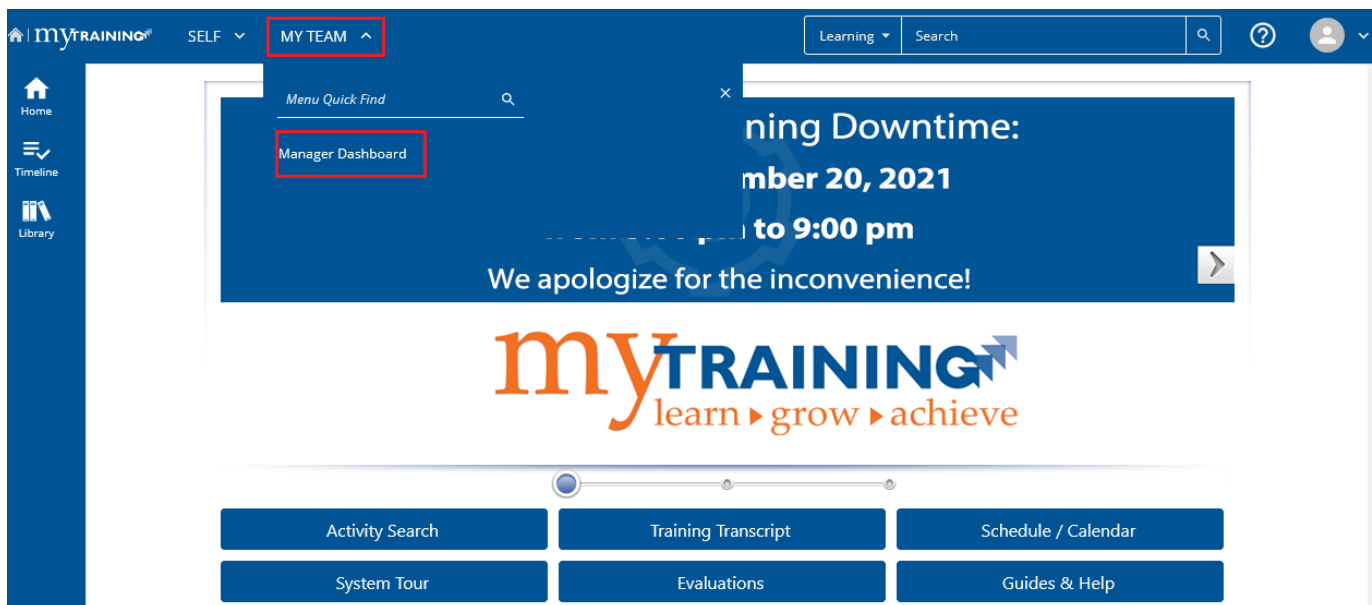 myTRAINING
SELF
MY TEAM
Learning
Search
Home
Timeline
Library
Menu Quick Find
Manager Dashboard
Downtime:
20, 2021
to 9:00 pm
We apologize for the inconvenience!
myTRAINING
learn grow achieve
Activity Search
Training Transcript
Schedule / Calendar
System Tour
Evaluations
Guides & Help